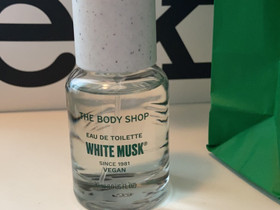 THE BODY SHOP
EAU DE TOILETTE
WHITE MUSK®
SINCE 1981
VEGAN